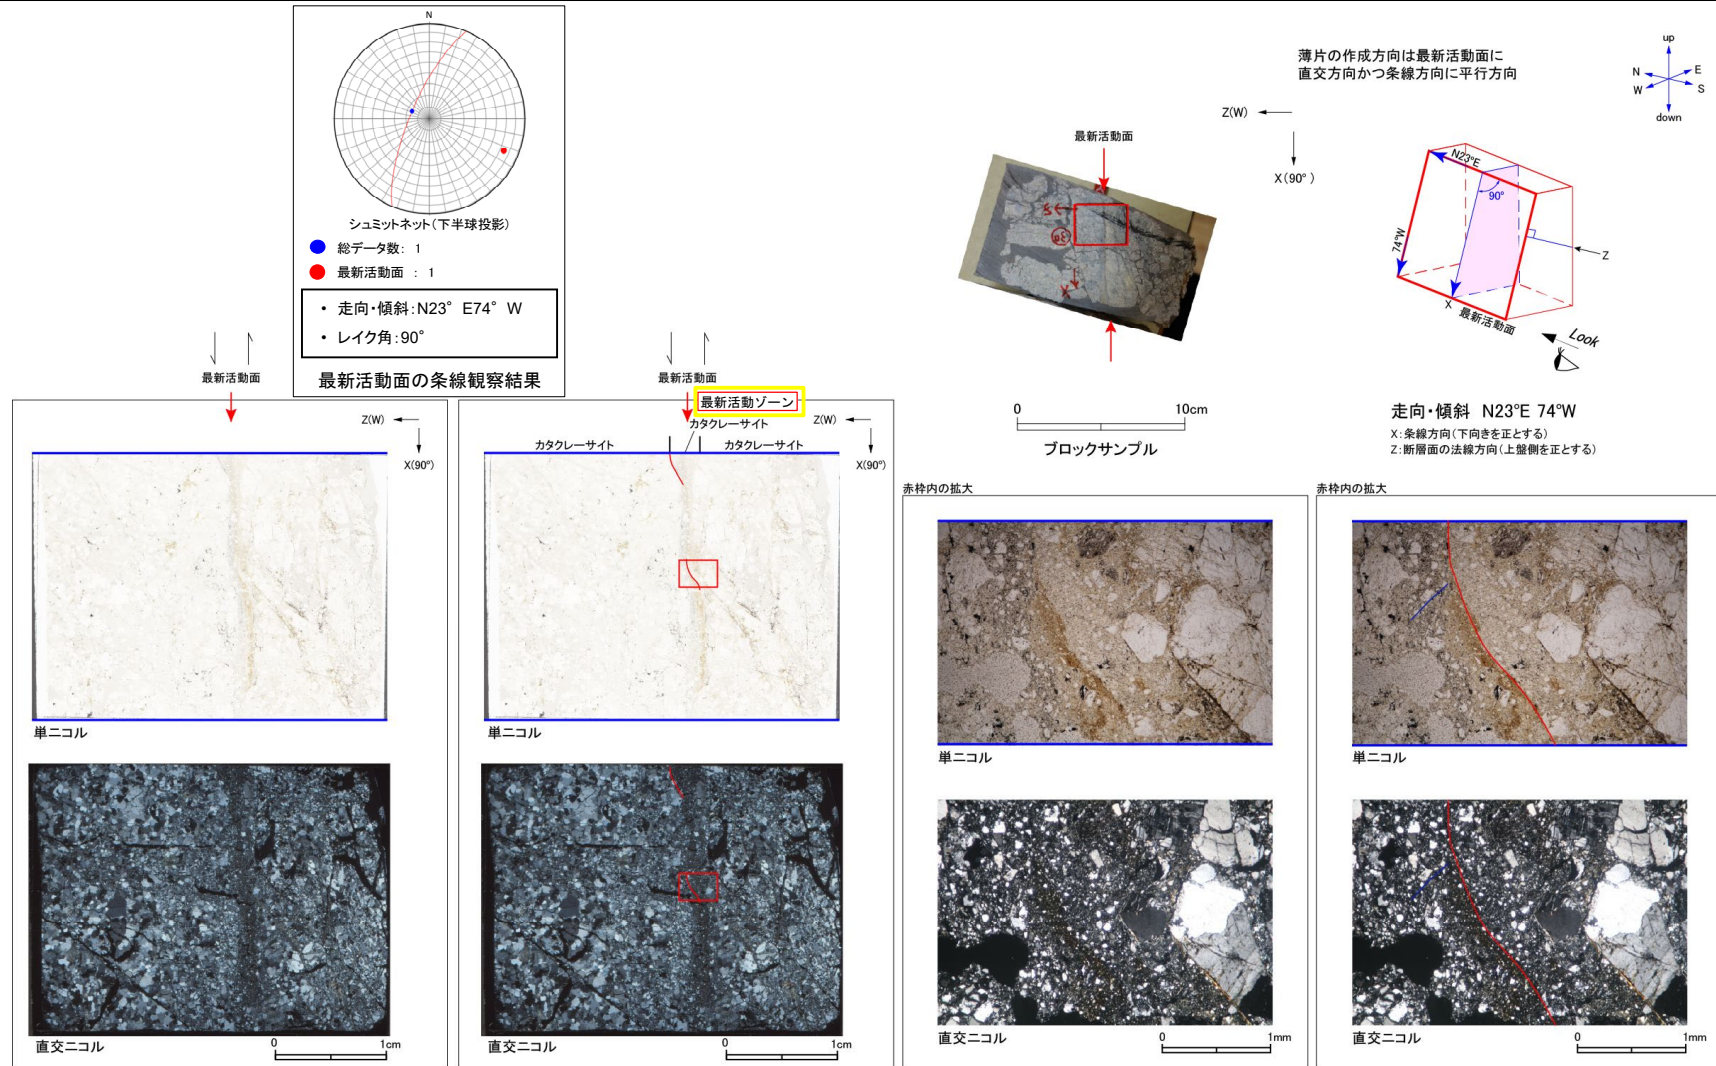 N
シュミットネット(下半球投影)
総データ数: 1
最新活動面 : 1
• 走向・傾斜:N23° E74° W
• レイク角:90°
最新活動面の条線観察結果
薄片の作成方向は最新活動面に
直交方向かつ条線方向に平行方向
up
N
E
W
S
down
Z(W)
X(90°)
最新活動面
N23°E
90°
74°W
Z
X
最新活動面
Look
0
10cm
ブロックサンプル
走向・傾斜 N23°E 74°W
X:条線方向(下向きを正とする)
Z:断層面の法線方向(上盤側を正とする)
最新活動面
Z(W)
X(90°)
単ニコル
直交ニコル
0
1cm
最新活動面
最新活動ゾーン
カタクレーサイト
カタクレーサイト
カタクレーサイト
Z(W)
X(90°)
単ニコル
直交ニコル
0
1cm
赤枠内の拡大
単ニコル
直交ニコル
0
1mm
赤枠内の拡大
単ニコル
直交ニコル
0
1mm